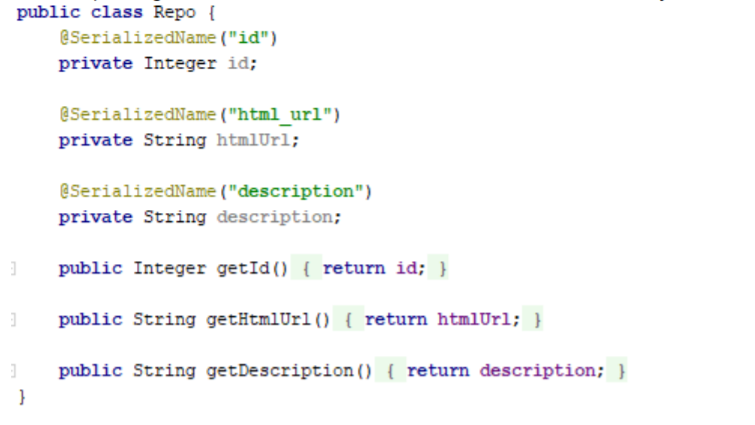 public class Repo {
@SerializedName("id")
private Integer id;
@SerializedName("html_url")
private String htmlUrl;
@SerializedName("description")
private String description;
public Integer getId() { return id; }
public String getHtmlUrl() { return htmlUrl; }
public String getDescription() { return description; }
}